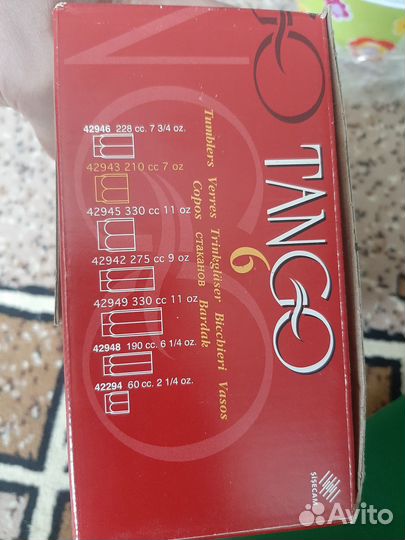 TANGO
6
Tumblers Verres Trinkgläser Bicchieri Vasos
Copos стаканов Bardak
42946 228 cc. 7 3/4 oz.
42943 210 cc 7 oz
42945 330 cc 11 oz
42942 275 cc 9 oz
42949 330 cc 11 oz.
42948 190 cc. 6 1/4 oz.
42294 60 cc. 2 1/4 oz.
SISECAM
Avito